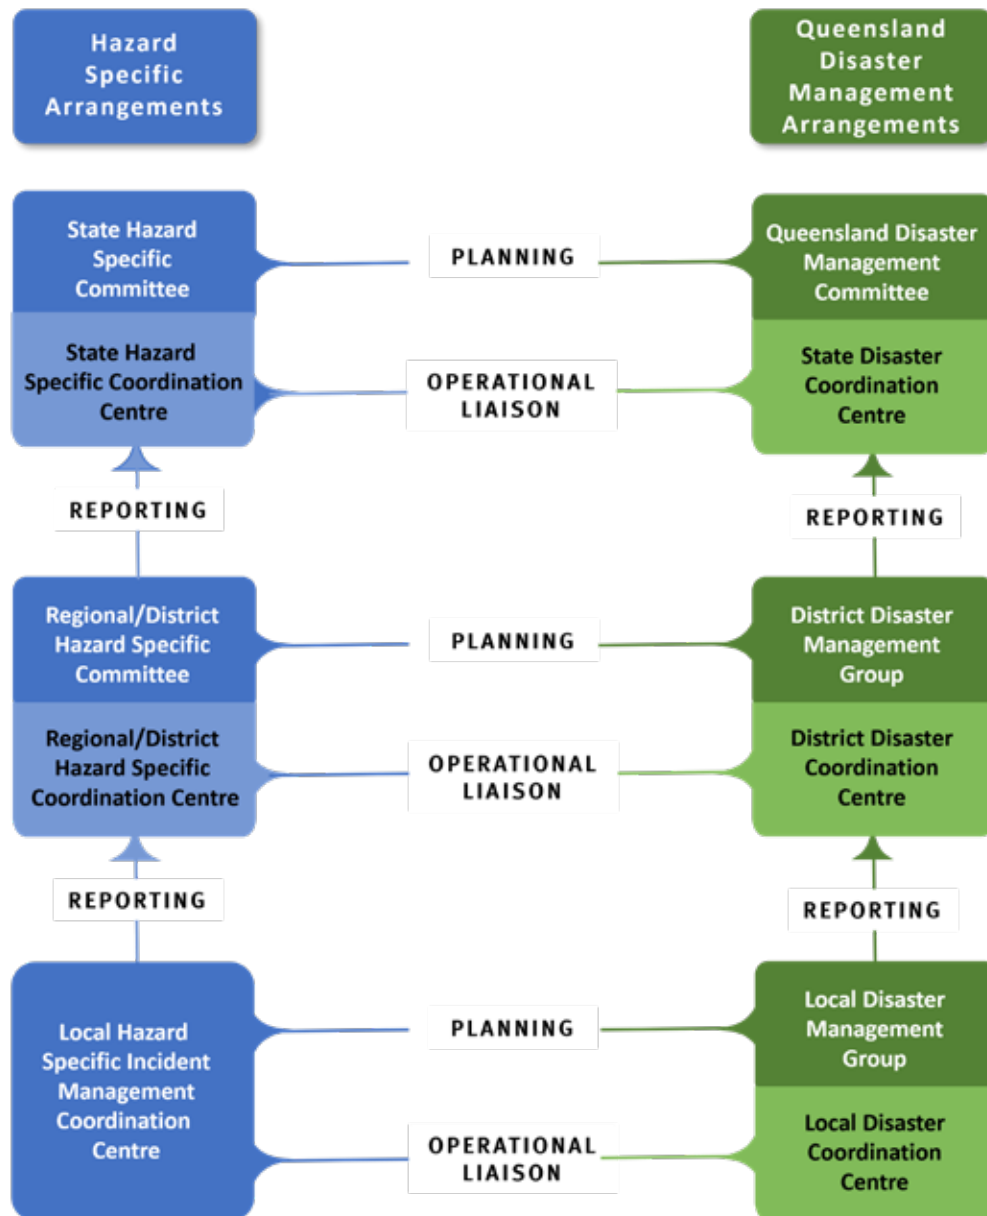 Hazard
Specific
Arrangements
Queensland
Disaster
Management
Arrangements
State Hazard
Specific
Committee
PLANNING
Queensland Disaster
Management
Committee
State Hazard
Specific Coordination
Centre
OPERATIONAL
LIAISON
State Disaster
Coordination
Centre
REPORTING
REPORTING
Regional/District
Hazard Specific
Committee
PLANNING
District Disaster
Management
Group
Regional/District
Hazard Specific
Coordination Centre
OPERATIONAL
LIAISON
District Disaster
Coordination
Centre
REPORTING
REPORTING
Local Hazard
Specific Incident
Management
Coordination
Centre
PLANNING
Local Disaster
Management
Group
OPERATIONAL
LIAISON
Local Disaster
Coordination
Centre